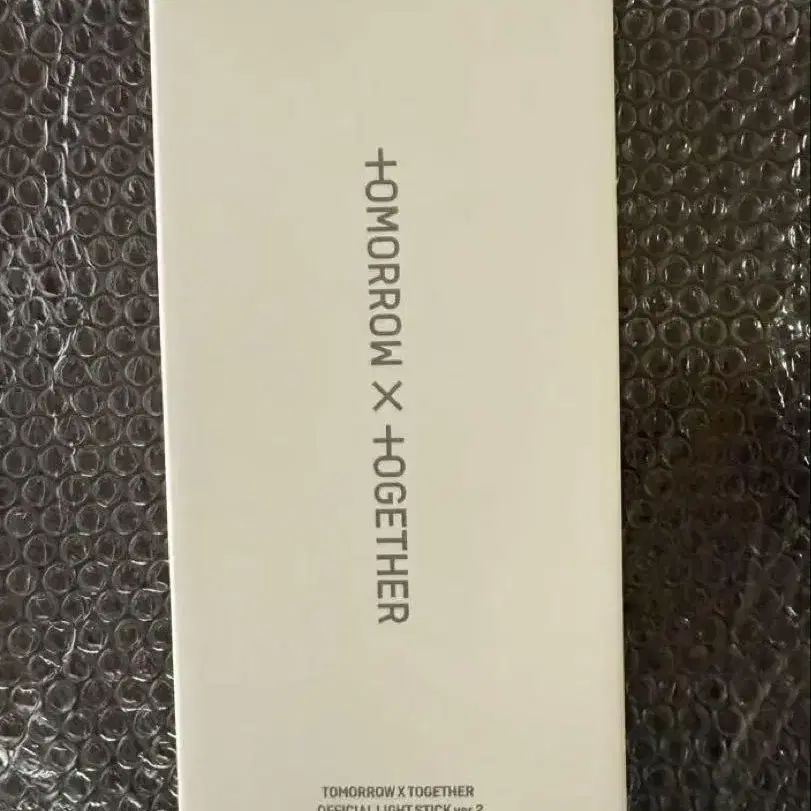 TOMORROW X TOGETHER
TOMORROW X TOGETHER
OFFICIAL LIGHT STICK ver.2